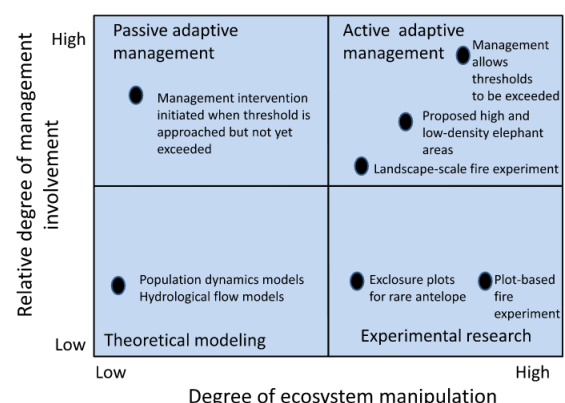 High
Passive adaptive
management
Active adaptive
management
Management
allows
thresholds
to be exceeded
Management intervention
initiated when threshold is
approached but not yet
exceeded
Proposed high and
low-density elephant
areas
Landscape-scale fire experiment
Relative degree of management
involvement
Population dynamics models
Hydrological flow models
Exclosure plots
for rare antelope
Plot-based
fire
experiment
Theoretical modeling
Experimental research
Low
Low
High
Degree of ecosystem manipulation